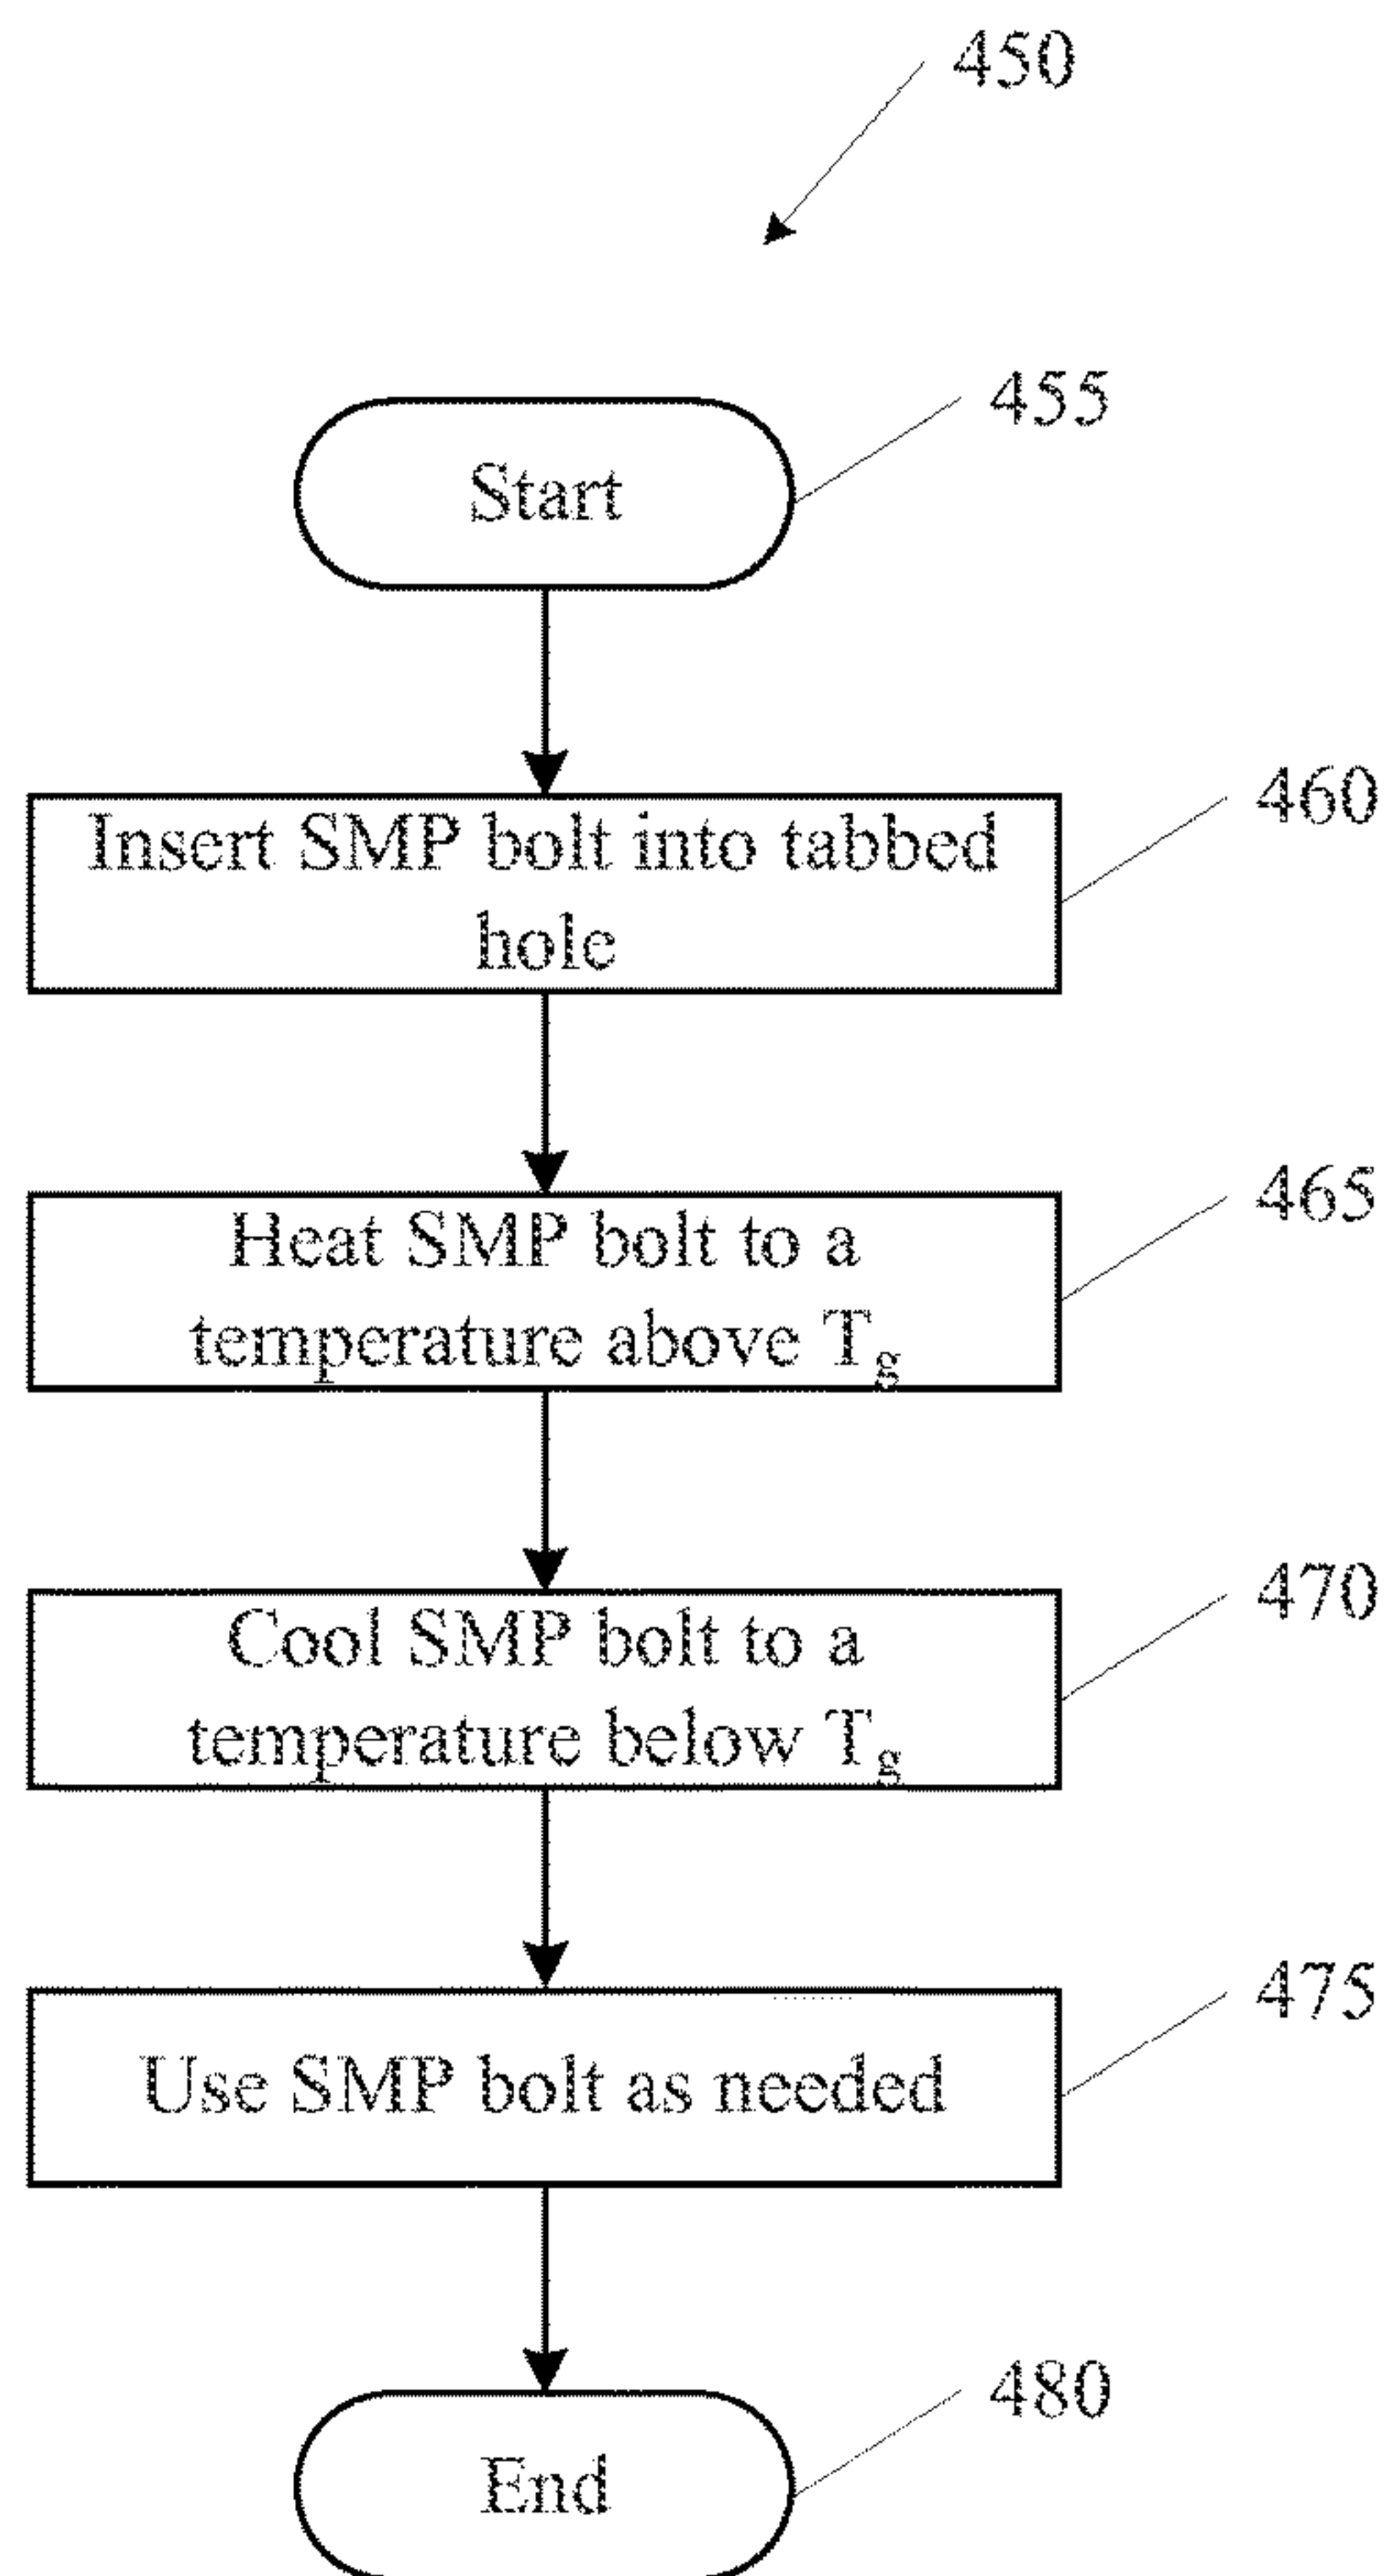 450
455
Start
460
Insert SMP bolt into tabbed
hole
465
Heat SMP bolt to a
temperature above Tg
470
Cool SMP bolt to a
temperature below Tg
475
Use SMP bolt as needed
480
End